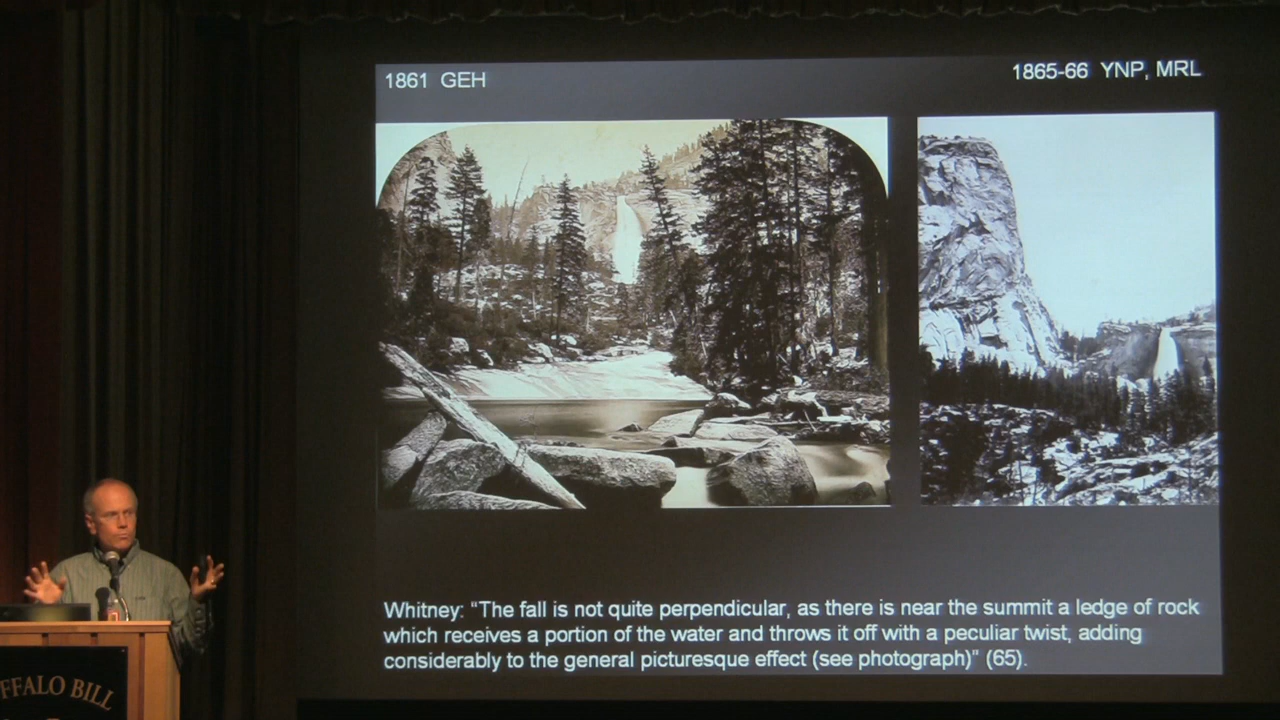 1861 GEH
1865-66 YNP, MRL
Whitney: “The fall is not quite perpendicular, as there is near the summit a ledge of rock
which receives a portion of the water and throws it off with a peculiar twist, adding
considerably to the general picturesque effect (see photograph)” (65).
FFALO BILL